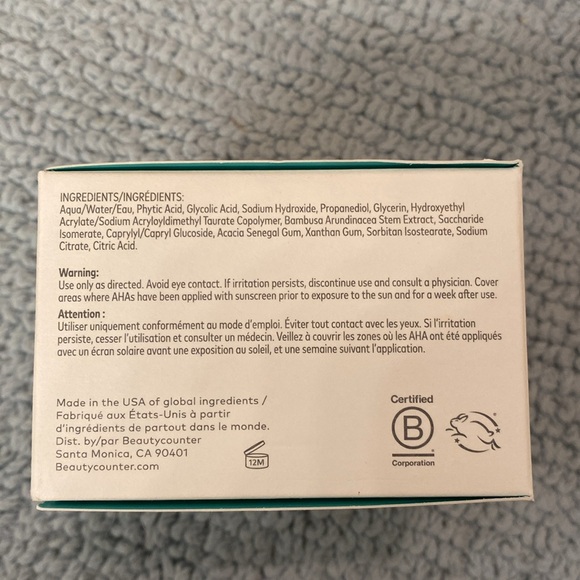 INGREDIENTS/INGRÉDIENTS:
Aqua/Water/Eau, Phytic Acid, Glycolic Acid, Sodium Hydroxide, Propanediol, Glycerin, Hydroxyethyl
Acrylate/Sodium Acryloyldimethyl Taurate Copolymer, Bambusa Arundinacea Stem Extract, Saccharide
Isomerate, Caprylyl/Capryl Glucoside, Acacia Senegal Gum, Xanthan Gum, Sorbitan Isostearate, Sodium
Citrate, Citric Acid.
Warning:
Use only as directed. Avoid eye contact. If irritation persists, discontinue use and consult a physician. Cover
areas where AHAs have been applied with sunscreen prior to exposure to the sun and for a week after use.
Attention :
Utiliser uniquement conformément au mode d'emploi. Éviter tout contact avec les yeux. Si l'irritation
persiste, cesser l'utilisation et consulter un médecin. Veillez à couvrir les zones où les AHA ont été appliqués
avec un écran solaire avant une exposition au soleil, et une semaine suivant l'application.
Made in the USA of global ingredients /
Fabriqué aux États-Unis à partir
d'ingrédients de partout dans le monde.
Dist. by/par Beautycounter
Santa Monica, CA 90401
Beautycounter.com
12M
Certified
B
Corporation